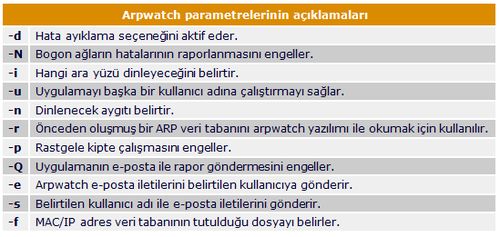 Arpwatch parametrelerinin açıklamaları
-d Hata ayıklama seçeneğini aktif eder.
-N Bogon ağların hatalarının raporlanmasını engeller.
-i Hangi ara yüzü dinleyeceğini belirtir.
-u Uygulamayı başka bir kullanıcı adına çalıştırmayı sağlar.
-n Dinlenecek aygıtı belirtir.
-r Önceden oluşmuş bir ARP veri tabanını arpwatch yazılımı ile okumak için kullanılır.
-p Rastgele kipte çalışmasını engeller.
-Q Uygulamanın e-posta ile rapor göndermesini engeller.
-e Arpwatch e-posta iletilerini belirtilen kullanıcıya gönderir.
-s Belirtilen kullanıcı adı ile e-posta iletilerini gönderir.
-f MAC/IP adres veri tabanının tutulduğu dosyayı belirler.